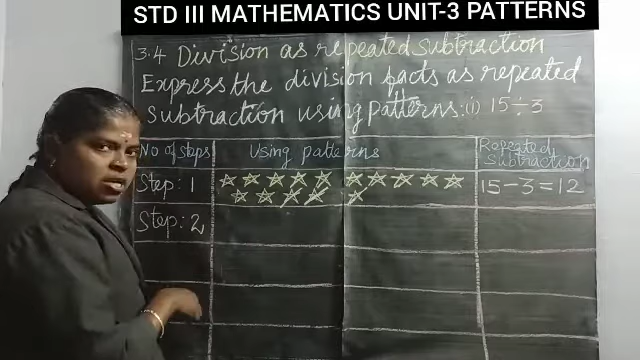 STD III MATHEMATICS UNIT-3 PATTERNS
3.4 Division as repeated subtraction
Express the division facts as repeated
subtraction using patterns: (i) 15÷3
No of steps Using patterns Repeated Subtraction
Step: 1 15-3=12
Step: 2